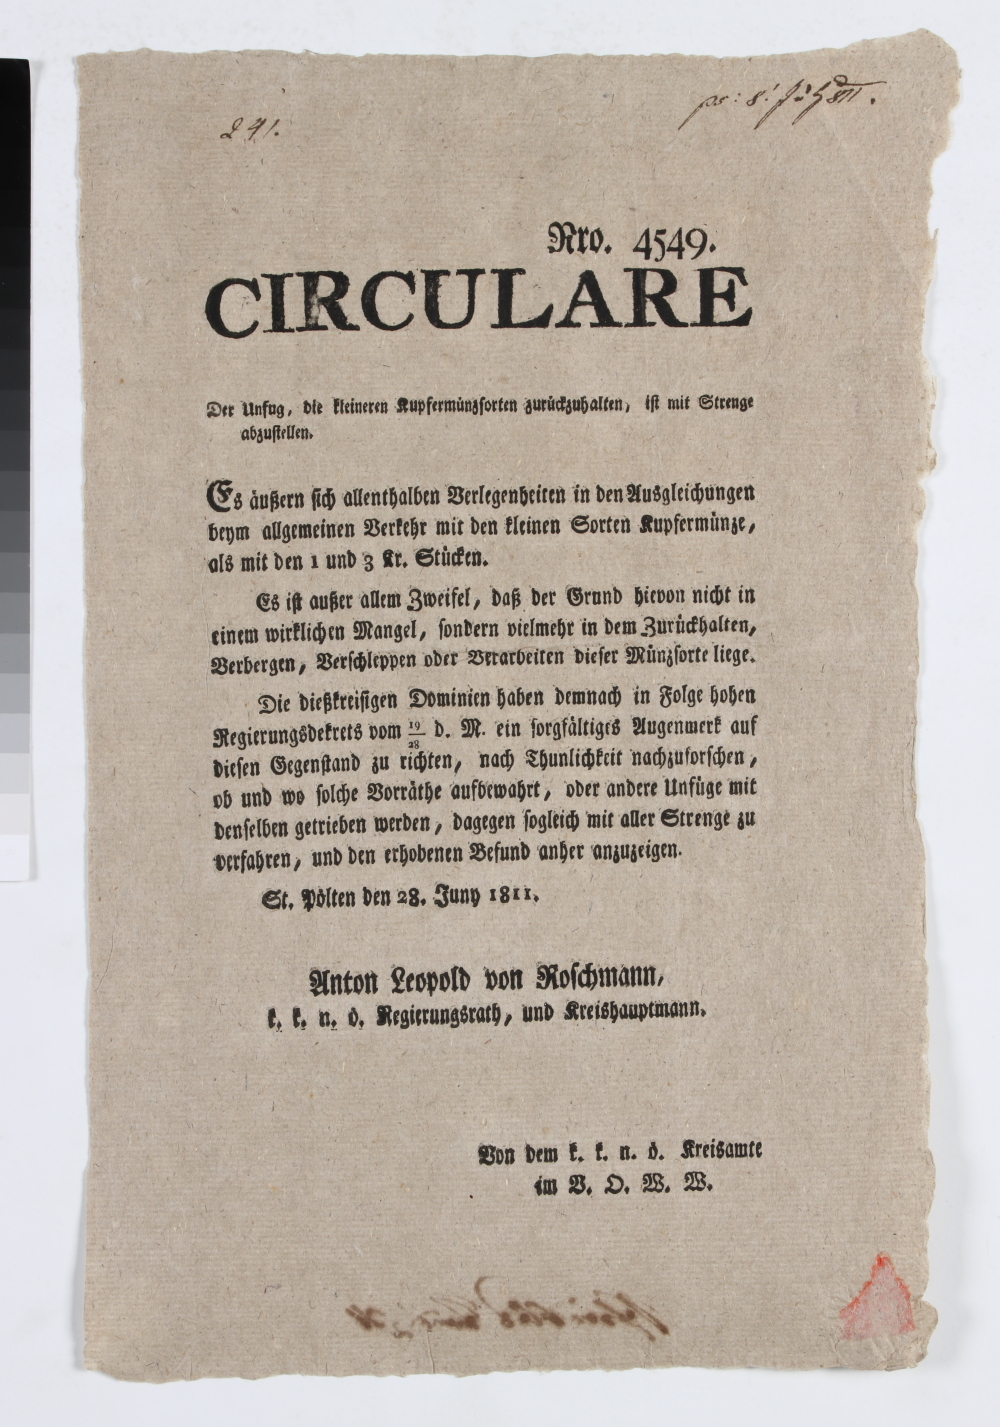 241.
Nro. 4549.
CIRCULARE
Der Unfug, die kleineren Kupfermünzsorten zurückzuhalten, ist mit Strenge
abzustellen.
Es äußern sich allenthalben Verlegenheiten in den Ausgleichungen
beym allgemeinen Verkehr mit den kleinen Sorten Kupfermünze,
als mit den 1 und 3 Kr. Stücken.
Es ist außer allem Zweifel, daß der Grund hievon nicht in
einem wirklichen Mangel, sondern vielmehr in dem Zurückhalten,
Verbergen, Verschleppen oder Verarbeiten dieser Münzsorte liege.
Die dießkreisigen Dominien haben demnach in Folge hohen
Regierungsdekrets vom 19/28 d. M. ein sorgfältiges Augenmerk auf
diesen Gegenstand zu richten, nach Thunlichkeit nachzuforschen,
ob und wo solche Vorräthe aufbewahrt, oder andere Unfüge mit
denselben getrieben werden, dagegen sogleich mit aller Strenge zu
verfahren, und den erhobenen Befund anher anzuzeigen.
St. Pölten den 28. Juny 1811.
Anton Leopold von Roschmann,
k. k. n. ö. Regierungsrath, und Kreishauptmann.
Von dem k. k. n. ö. Kreisamte
im V. O. W. W.